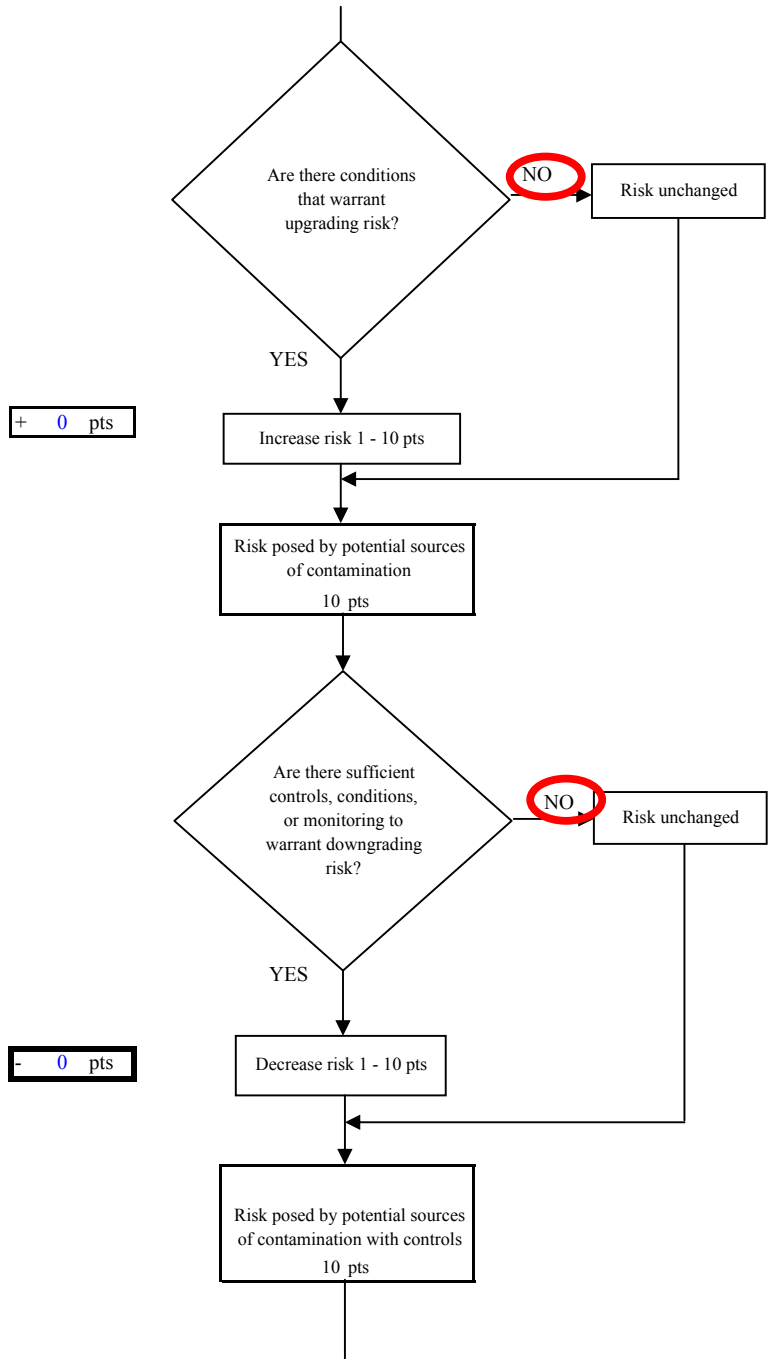 Are there conditions
that warrant
upgrading risk?
NO
Risk unchanged
YES
+ 0 pts
Increase risk 1 - 10 pts
Risk posed by potential sources
of contamination
10 pts
Are there sufficient
controls, conditions,
or monitoring to
warrant downgrading
risk?
NO
Risk unchanged
YES
- 0 pts
Decrease risk 1 - 10 pts
Risk posed by potential sources
of contamination with controls
10 pts